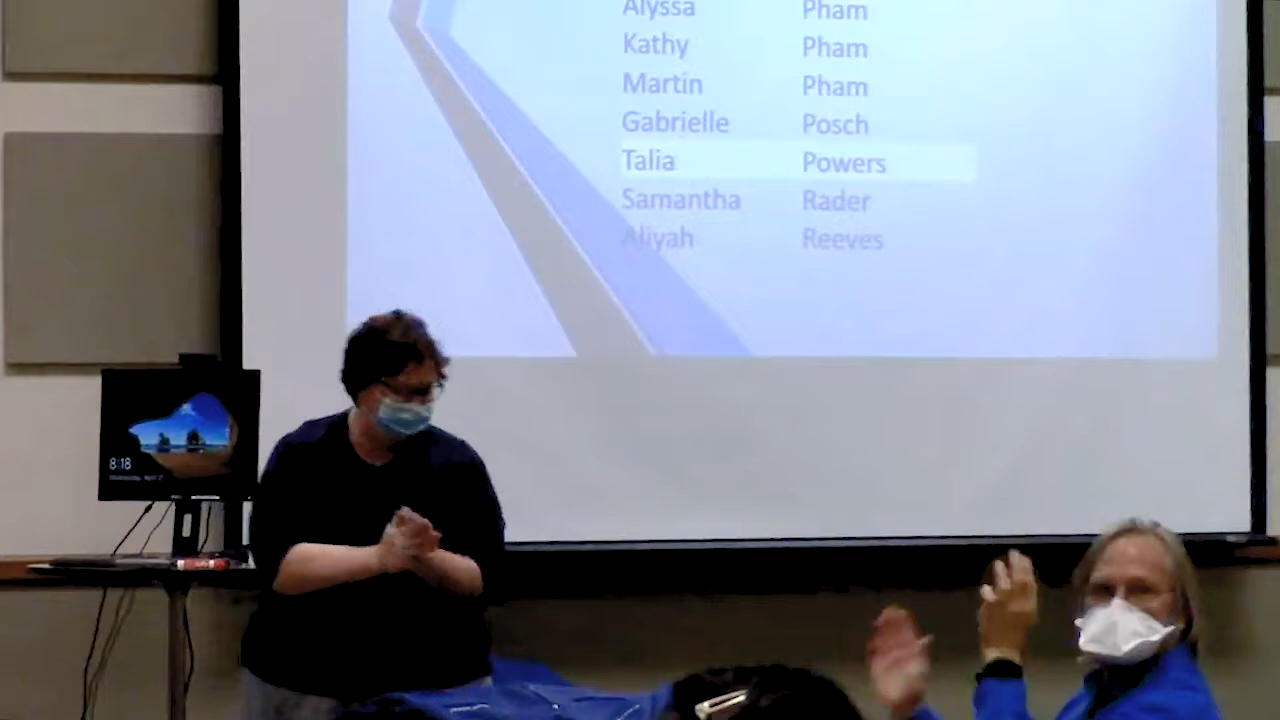 Alyssa Pham
Kathy Pham
Martin Pham
Gabrielle Posch
Talia Powers
Samantha Rader
Aliyah Reeves
8:18